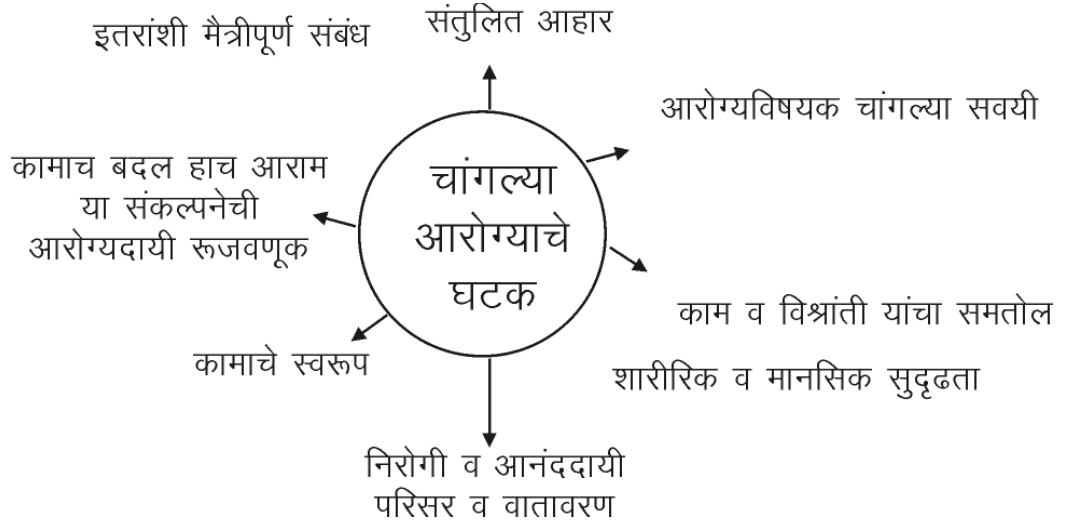 इतरांशी मैत्रीपूर्ण संबंध
संतुलित आहार
आरोग्यविषयक चांगल्या सवयी
कामाच बदल हाच आराम
या संकल्पनेची
आरोग्यदायी रूजवणूक
चांगल्या
आरोग्याचे
घटक
काम व विश्रांती यांचा समतोल
कामाचे स्वरूप
शारीरिक व मानसिक सुदृढता
निरोगी व आनंददायी
परिसर व वातावरण